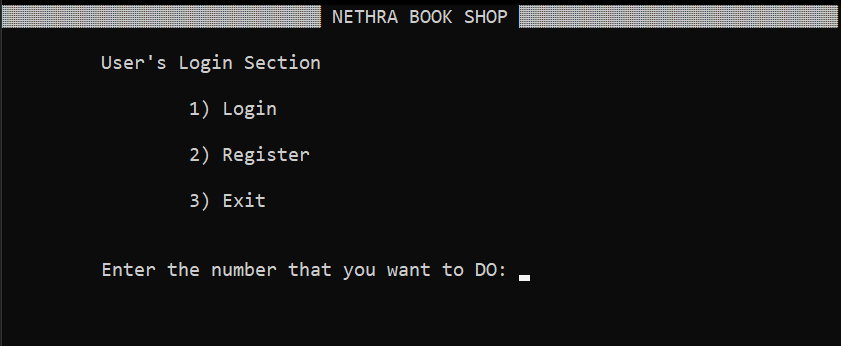 NETHRA BOOK SHOP
User's Login Section
1) Login
2) Register
3) Exit
Enter the number that you want to DO: